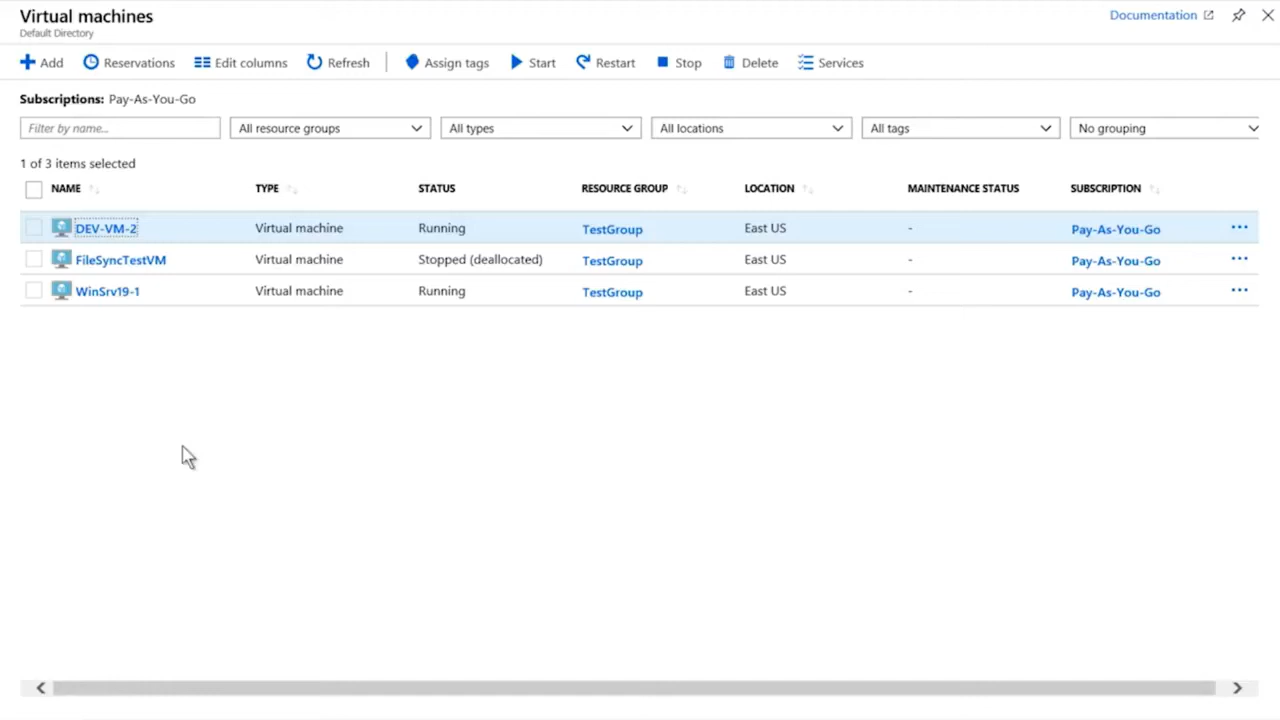 Virtual machines
Documentation
Default Directory
Add Reservations Edit columns Refresh Assign tags Start Restart Stop Delete Services
Subscriptions: Pay-As-You-Go
Filter by name... All resource groups All types All locations All tags No grouping
1 of 3 items selected
NAME TYPE STATUS RESOURCE GROUP LOCATION MAINTENANCE STATUS SUBSCRIPTION
DEV-VM-2 Virtual machine Running TestGroup East US - Pay-As-You-Go ...
FileSyncTestVM Virtual machine Stopped (deallocated) TestGroup East US - Pay-As-You-Go ...
WinSrv19-1 Virtual machine Running TestGroup East US - Pay-As-You-Go ...